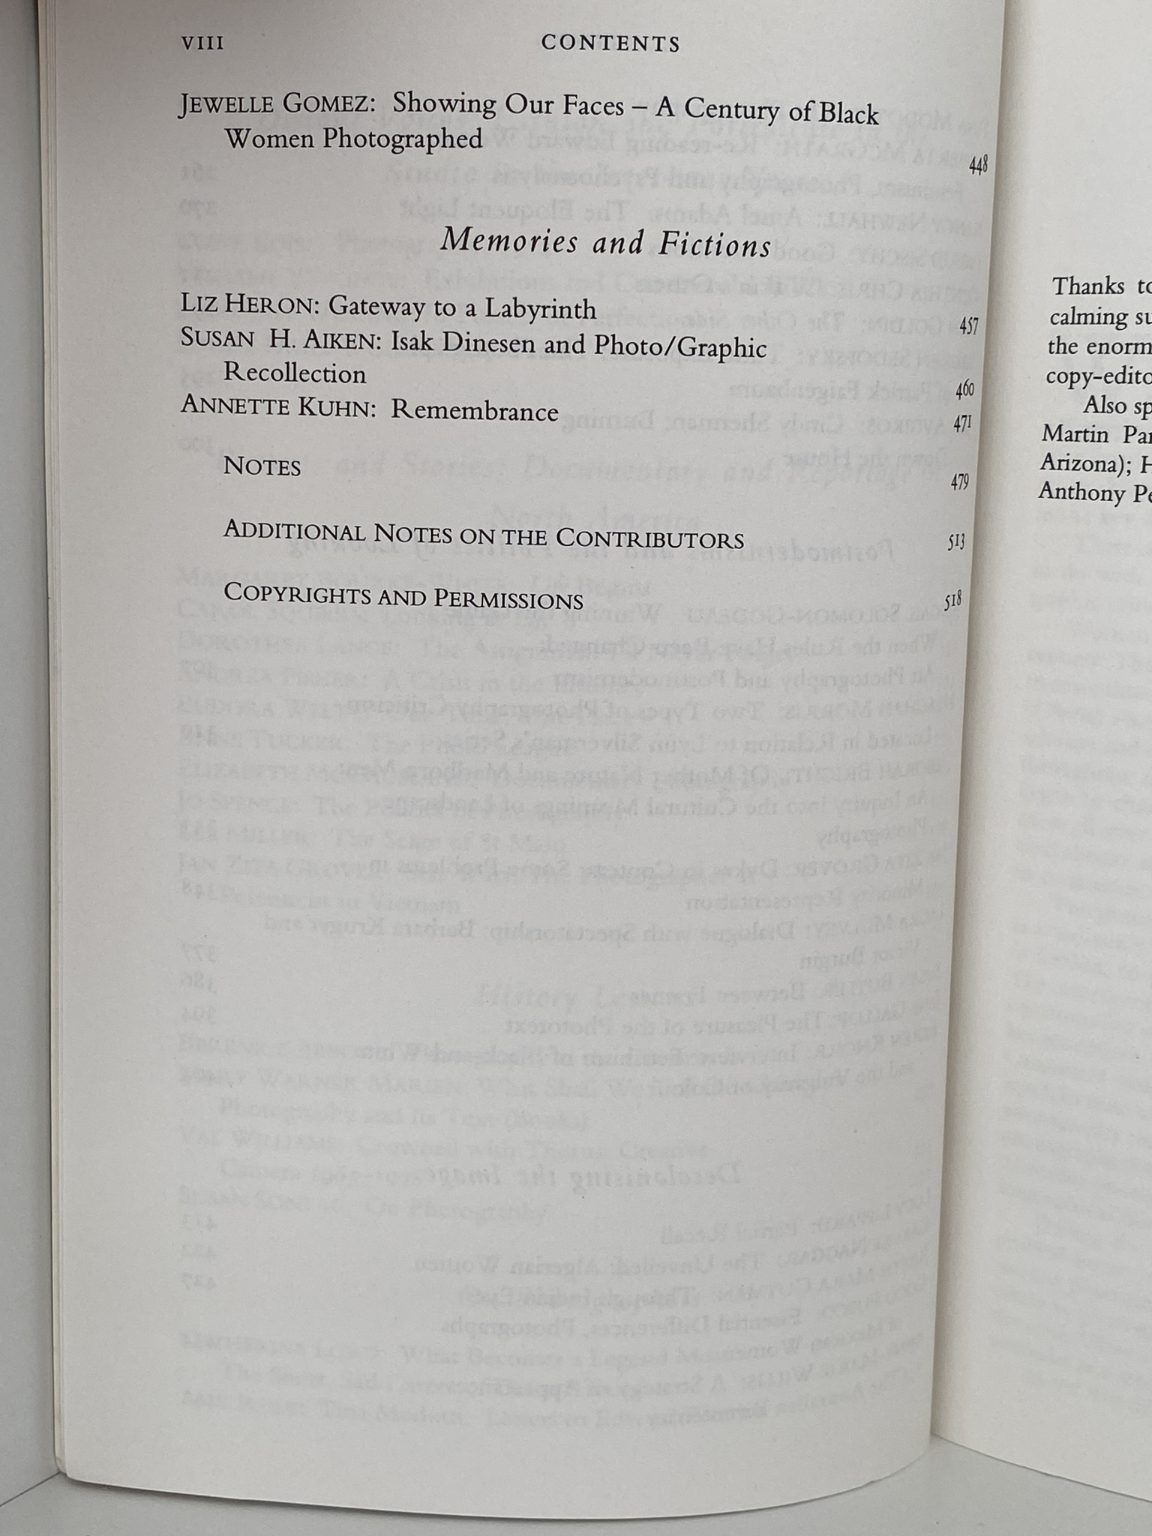 VIII CONTENTS
JEWELLE GOMEZ: Showing Our Faces – A Century of Black
Women Photographed 448
Memories and Fictions
LIZ HERON: Gateway to a Labyrinth 457
SUSAN H. AIKEN: Isak Dinesen and Photo/Graphic
Recollection 460
ANNETTE KUHN: Remembrance 471
NOTES 479
ADDITIONAL NOTES ON THE CONTRIBUTORS 513
COPYRIGHTS AND PERMISSIONS 518
Thanks to
calming su
the enorm
copy-edito
Also sp
Martin Par
Arizona); H
Anthony Pe